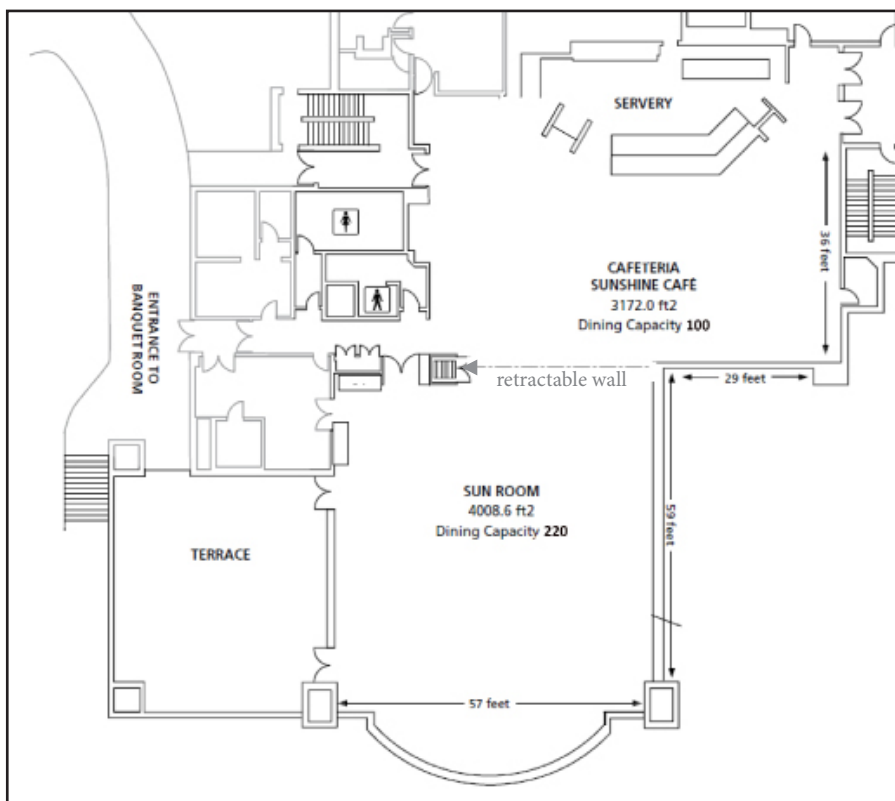 SERVERY
36 feet
CAFETERIA
SUNSHINE CAFÉ
3172.0 ft2
Dining Capacity 100
ENTRANCE TO
BANQUET ROOM
retractable wall
29 feet
SUN ROOM
4008.6 ft2
Dining Capacity 220
59 feet
TERRACE
57 feet